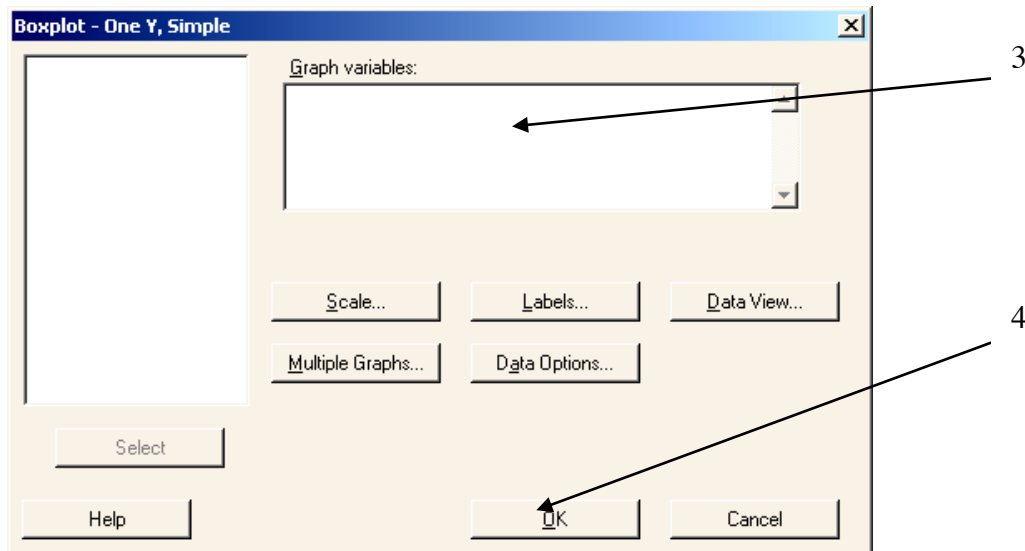 Boxplot - One Y, Simple
Graph variables:
3
Scale...
Labels...
Data View...
4
Multiple Graphs...
Data Options...
Select
Help
OK
Cancel